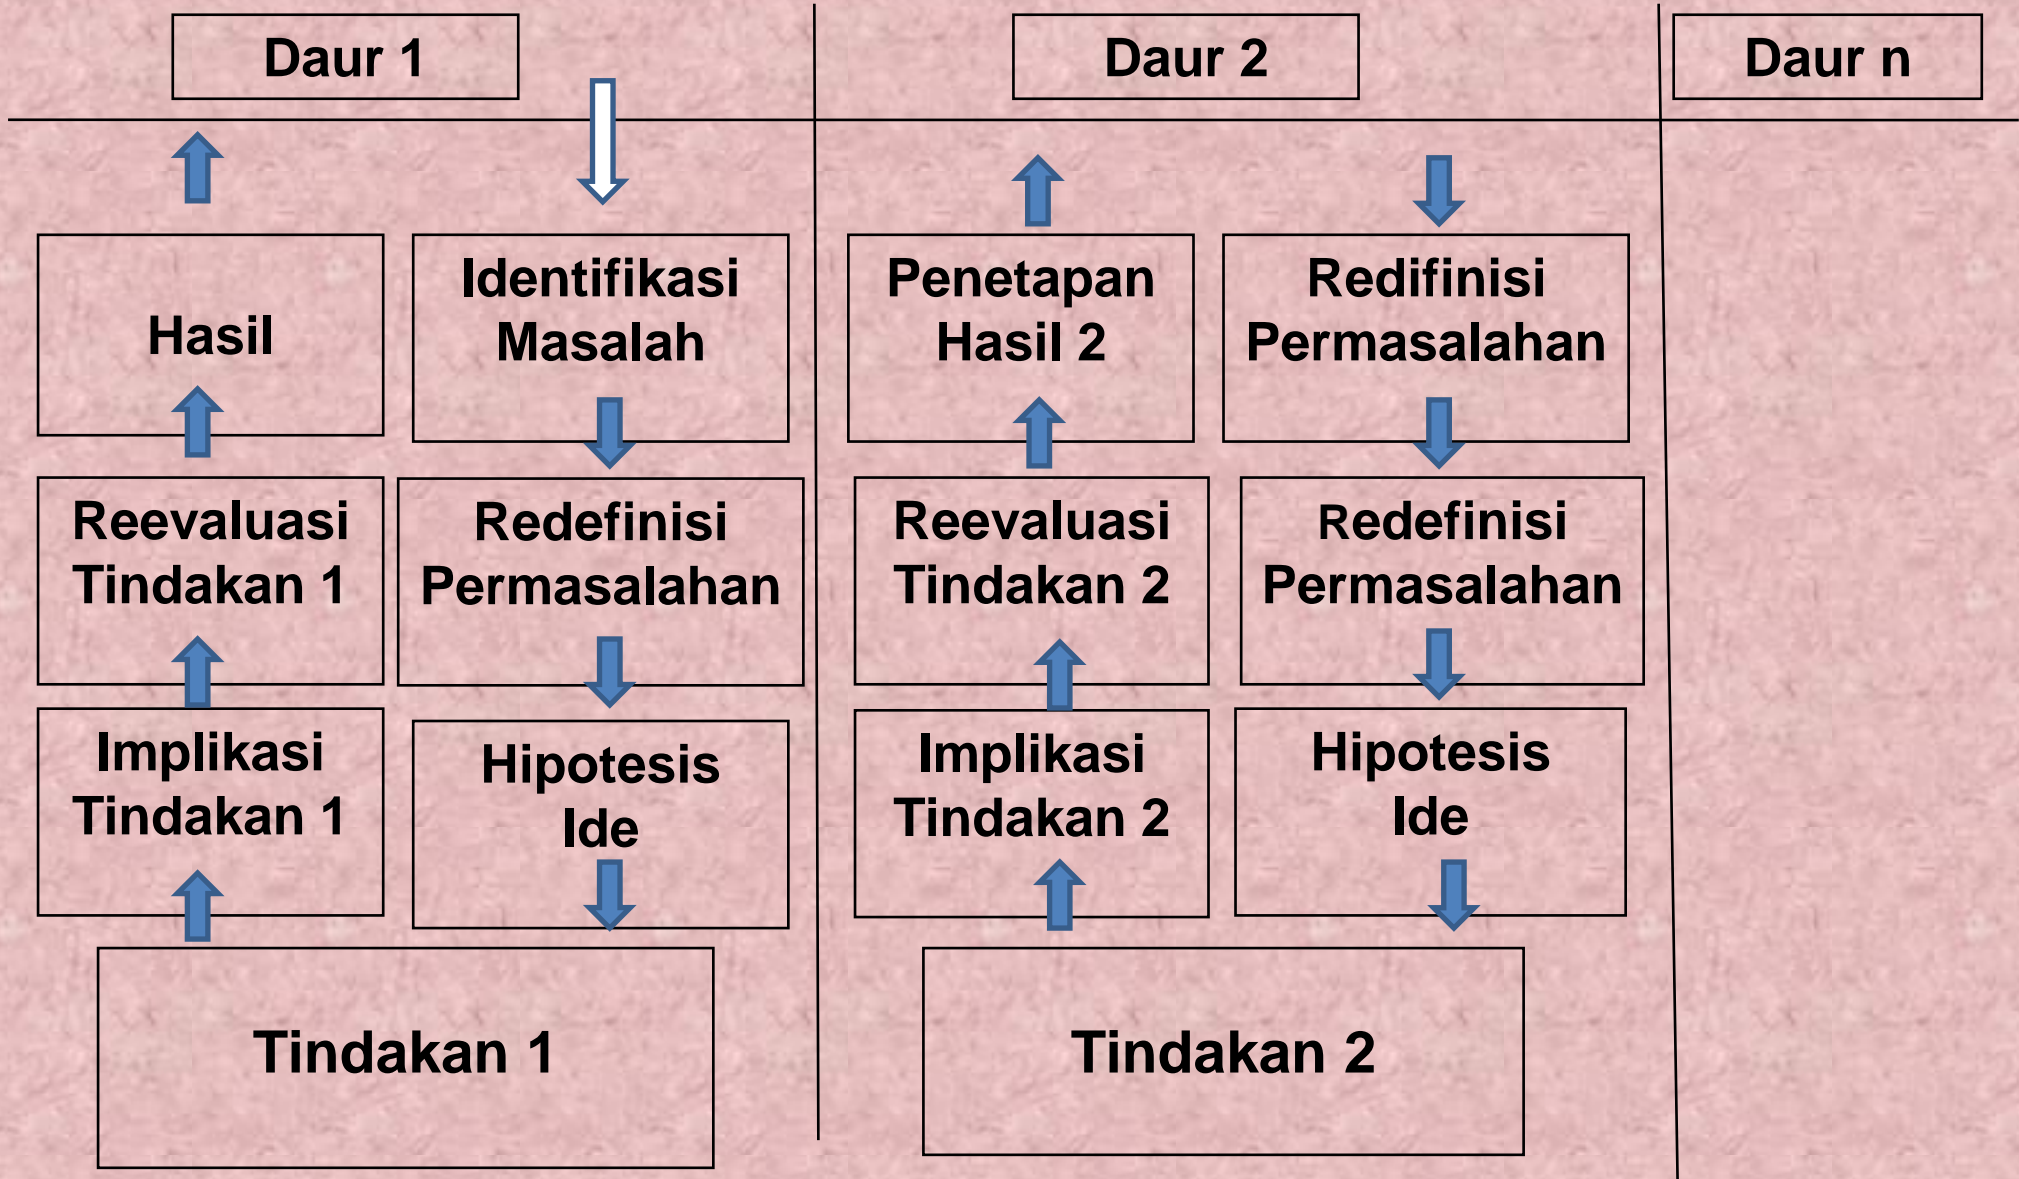 Daur 1
Daur 2
Daur n
Hasil
Identifikasi
Masalah
Penetapan
Hasil 2
Redifinisi
Permasalahan
Reevaluasi
Tindakan 1
Redefinisi
Permasalahan
Reevaluasi
Tindakan 2
Redefinisi
Permasalahan
Implikasi
Tindakan 1
Hipotesis
Ide
Implikasi
Tindakan 2
Hipotesis
Ide
Tindakan 1
Tindakan 2